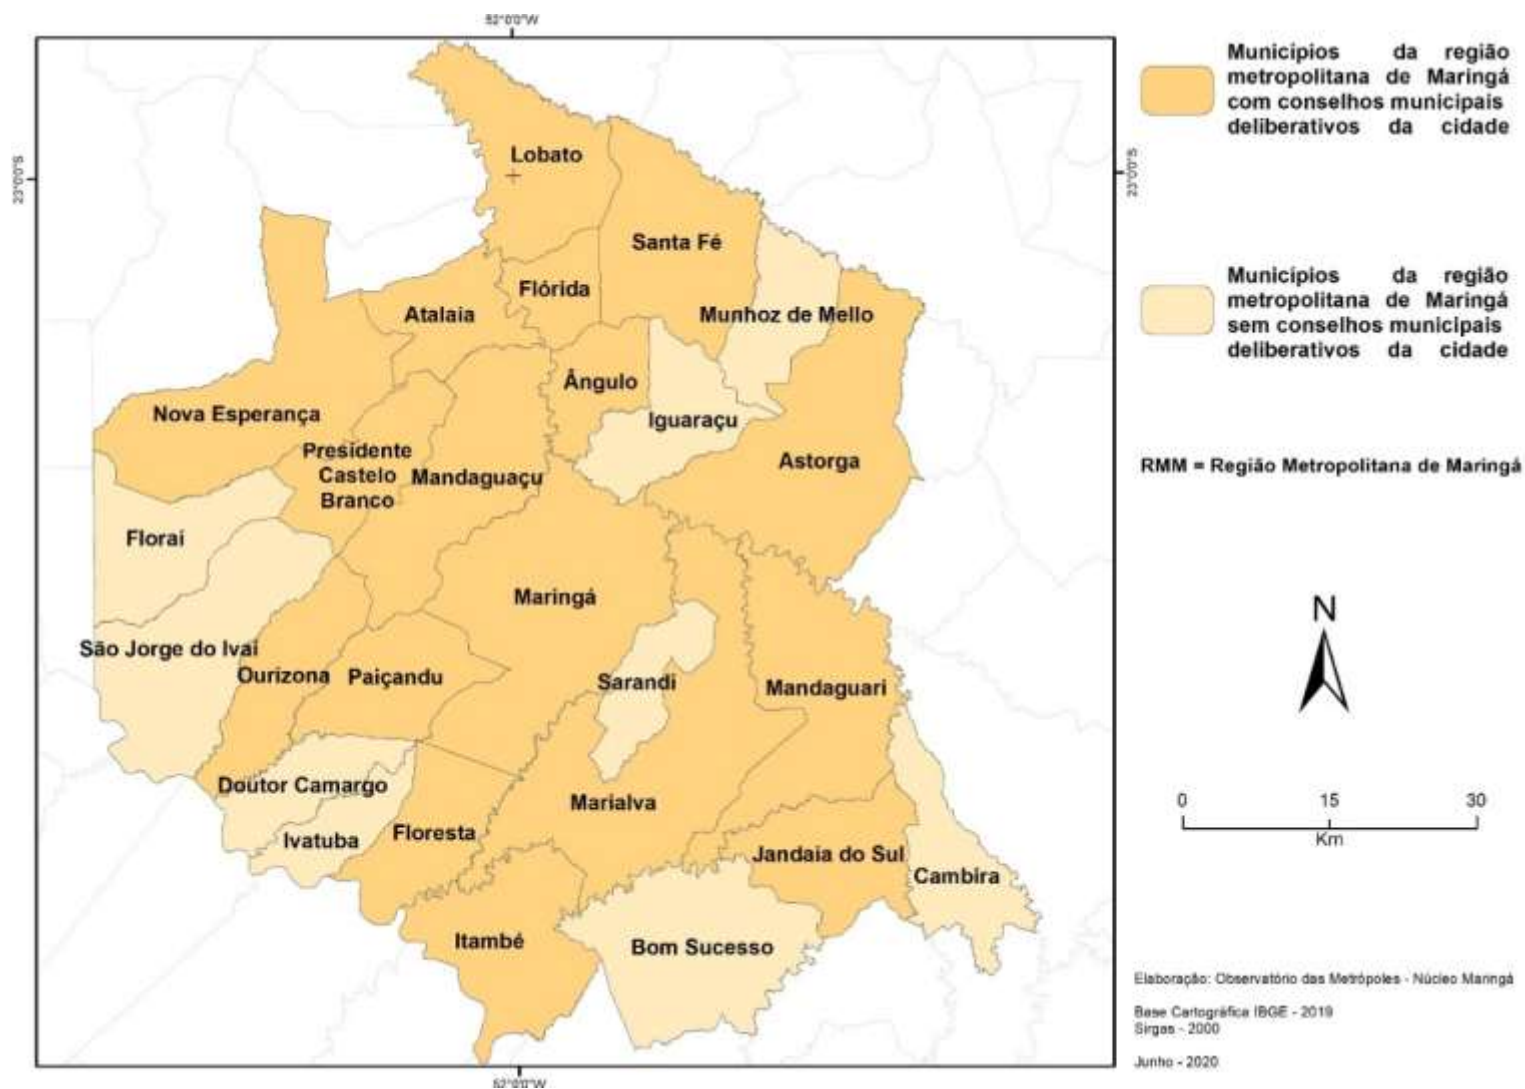 52°0'0"W
23°0'0"S
23°0'0"S
Lobato
Santa Fé
Flórida
Atalaia
Munhoz de Mello
Ângulo
Nova Esperança
Iguaraçu
Presidente
Castelo
Branco
Mandaguaçu
Astorga
Floraí
Maringá
São Jorge do Ivaí
Ourizona
Paiçandu
Sarandi
Mandaguari
Doutor Camargo
Marialva
Ivatuba
Floresta
Jandaia do Sul
Cambira
Itambé
Bom Sucesso
52°0'0"W
Municípios da região
metropolitana de Maringá
com conselhos municipais
deliberativos da cidade
Municípios da região
metropolitana de Maringá
sem conselhos municipais
deliberativos da cidade
RMM = Região Metropolitana de Maringá
N
0 15 30
Km
Elaboração: Observatório das Metrópoles - Núcleo Maringá
Base Cartográfica IBGE - 2019
Sirgas - 2000
Junho - 2020